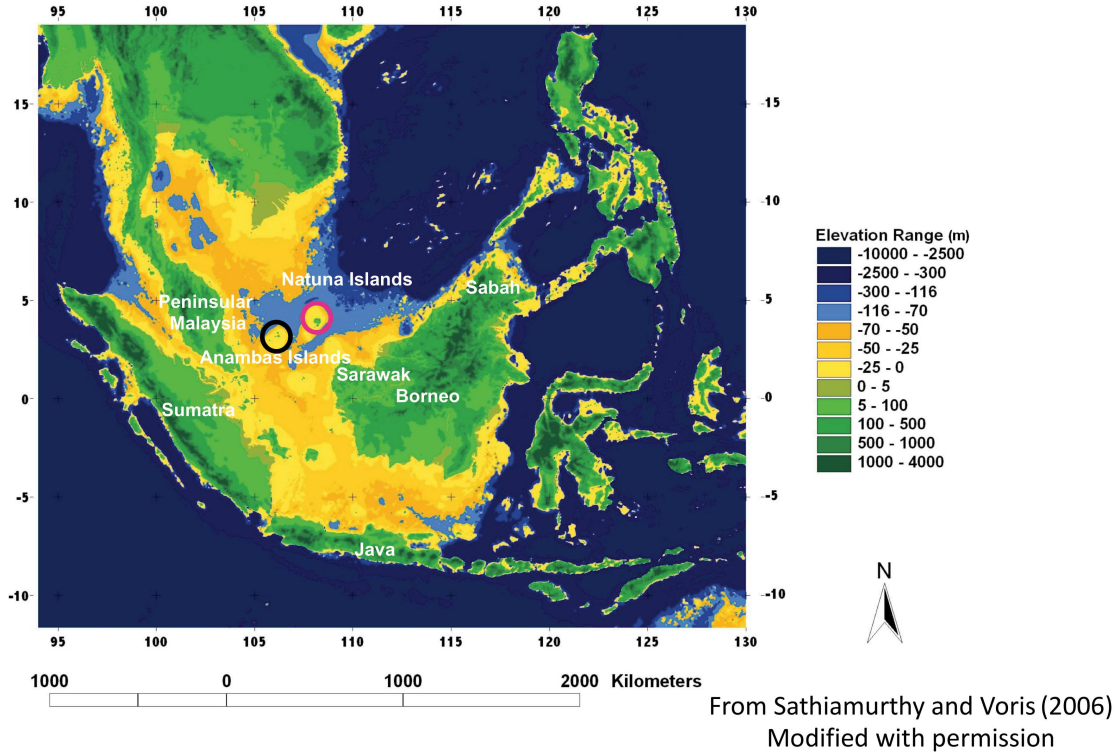 95 100 105 110 115 120 125 130
15 15
10 10
5 5
0 0
-5 -5
-10 -10
95 100 105 110 115 120 125 130
Natuna Islands
Sabah
Peninsular
Malaysia
Anambas Islands
Sarawak
Borneo
Sumatra
Java
Elevation Range (m)
-10000 - -2500
-2500 - -300
-300 - -116
-116 - -70
-70 - -50
-50 - -25
-25 - 0
0 - 5
5 - 100
100 - 500
500 - 1000
1000 - 4000
N
1000 0 1000 2000 Kilometers
From Sathiamurthy and Voris (2006)
Modified with permission